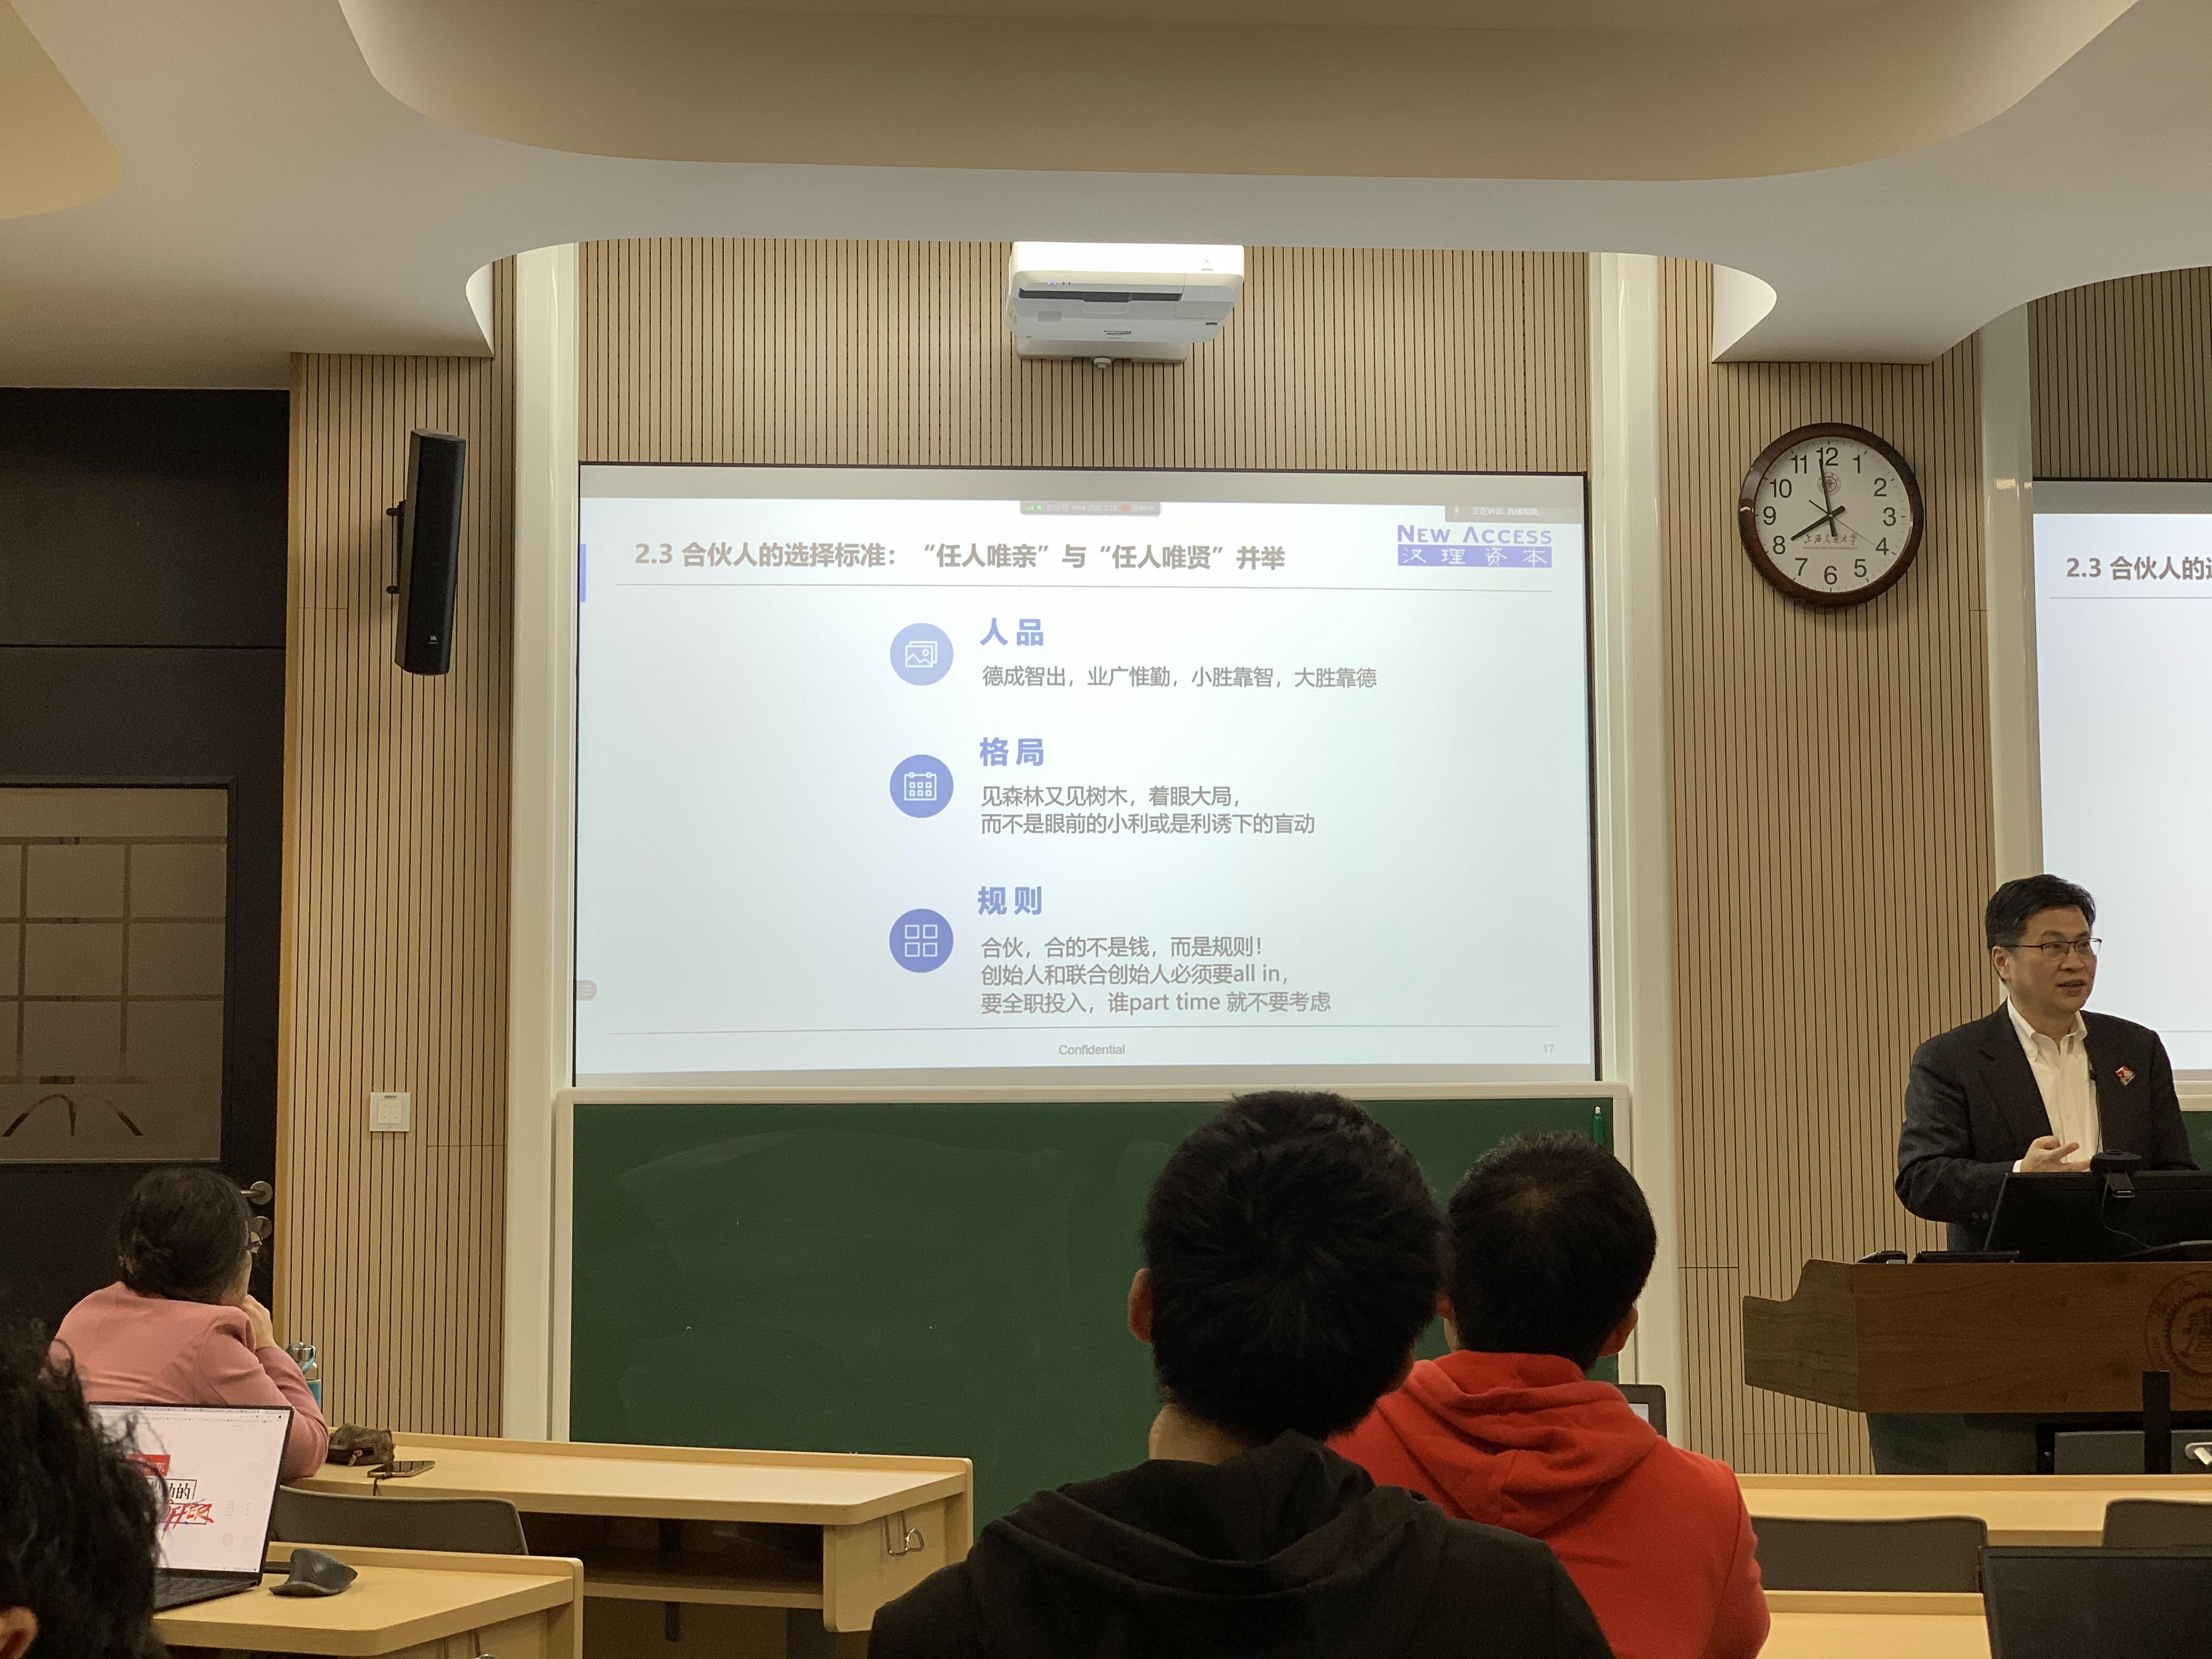 2.3 合伙人的选择标准：“任人唯亲”与“任人唯贤”并举
NEW ACCESS
汉理资本
人品
德成智出，业广惟勤，小胜靠智，大胜靠德
格局
见森林又见树木，着眼大局，
而不是眼前的小利或是利诱下的盲动
规则
合伙，合的不是钱，而是规则！
创始人和联合创始人必须要all in，
要全职投入，谁part time 就不要考虑
Confidential
17
12
1
2
3
4
5
6
7
8
9
10
11
上海交通大学
2.3 合伙人的